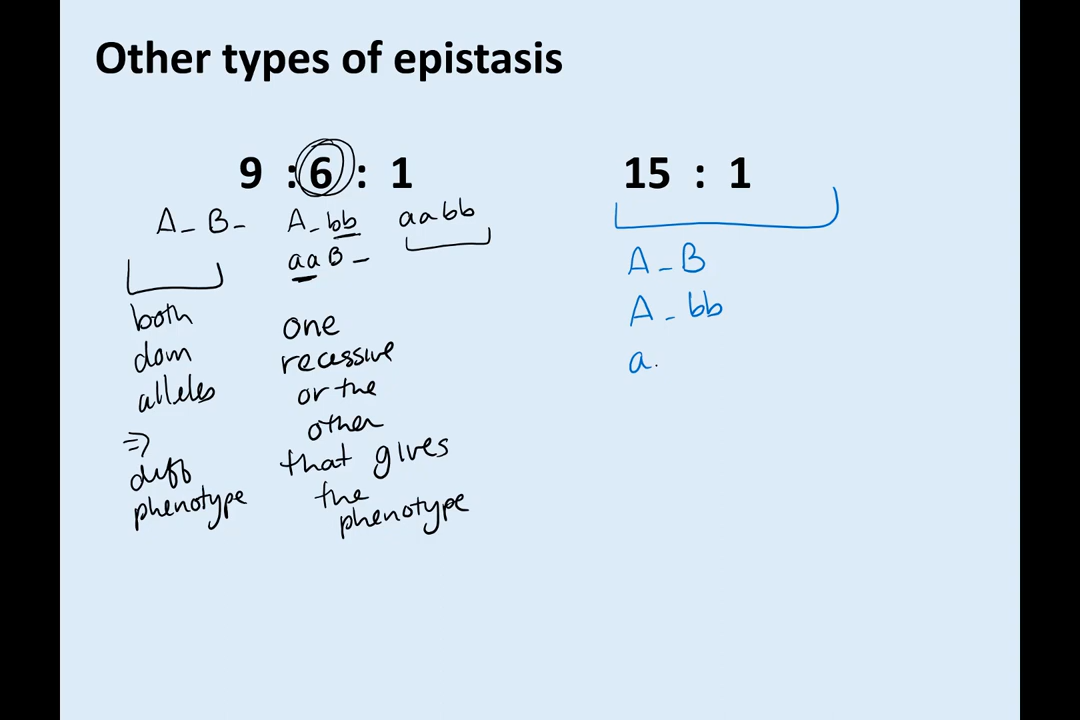 Other types of epistasis
9 : 6 : 1
A_B_ A_bb aabb
aaB_
both
dom
alleles
⇒
diff
phenotype
one
recessive
or the
other
that gives
the
phenotype
15 : 1
A_B
A_bb
a.